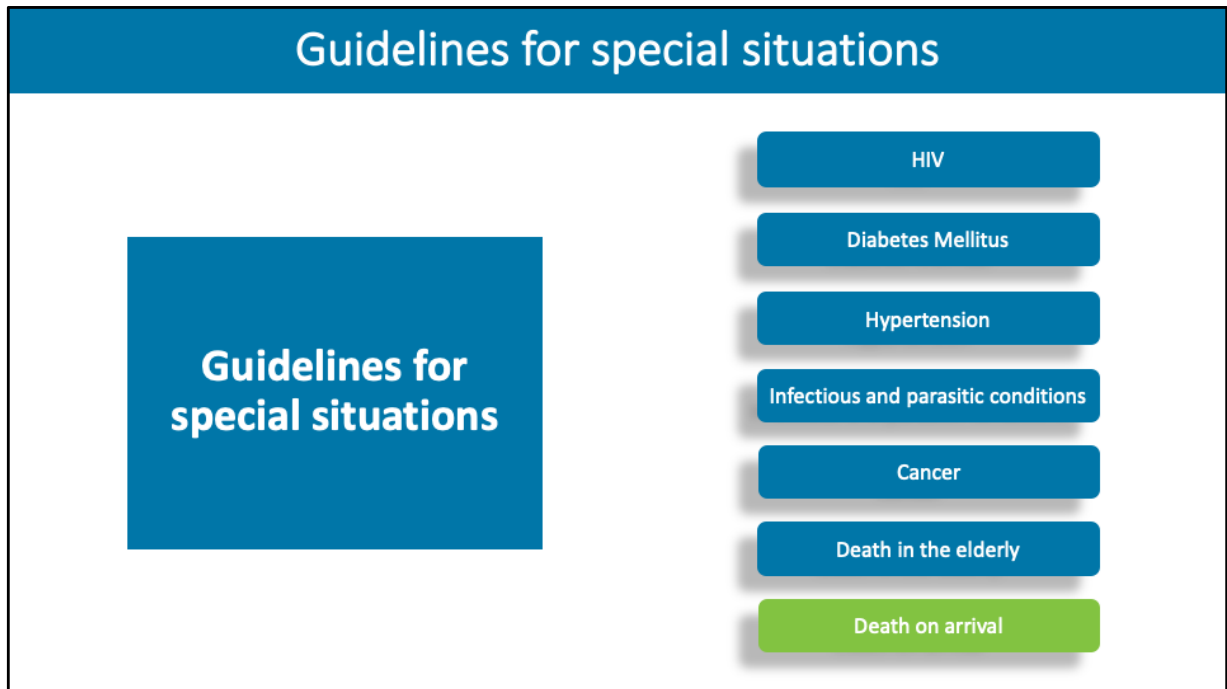 Guidelines for special situations
Guidelines for
special situations
HIV
Diabetes Mellitus
Hypertension
Infectious and parasitic conditions
Cancer
Death in the elderly
Death on arrival